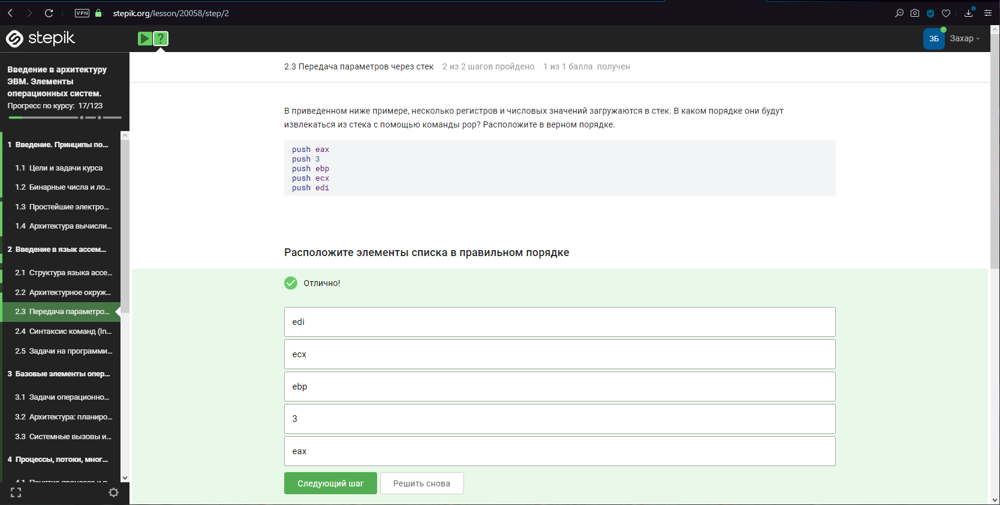 VPN
stepik.org/lesson/20058/step/2
stepik
?
ЗБ
Захар
Введение в архитектуру
ЭВМ. Элементы
операционных систем.
Прогресс по курсу: 17/123
1 Введение. Принципы по...
1.1 Цели и задачи курса
1.2 Бинарные числа и ло...
1.3 Простейшие электро...
1.4 Архитектура вычисли...
2 Введение в язык ассем...
2.1 Структура языка ассе...
2.2 Архитектурное окруж...
2.3 Передача параметро...
2.4 Синтаксис команд (In...
2.5 Задачи на программи...
3 Базовые элементы опер...
3.1 Задачи операционно...
3.2 Архитектура: планиро...
3.3 Системные вызовы и...
4 Процессы, потоки, мног...
2.3 Передача параметров через стек 2 из 2 шагов пройдено 1 из 1 балла получен
В приведенном ниже примере, несколько регистров и числовых значений загружаются в стек. В каком порядке они будут
извлекаться из стека с помощью команды pop? Расположите в верном порядке.
push eax
push 3
push ebp
push ecx
push edi
Расположите элементы списка в правильном порядке
Отлично!
edi
ecx
ebp
3
eax
Следующий шаг
Решить снова